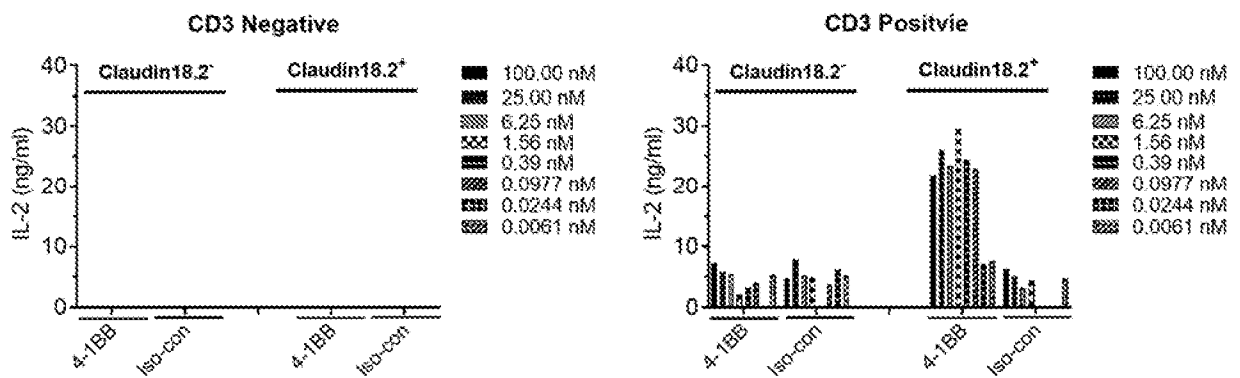 CD3 Negative
Claudin18.2⁻
Claudin18.2⁺
IL-2 (ng/ml)
40
30
20
10
0
4-1BB
Iso-con
4-1BB
Iso-con
100.00 nM
25.00 nM
6.25 nM
1.56 nM
0.39 nM
0.0977 nM
0.0244 nM
0.0061 nM
CD3 Positvie
Claudin18.2⁻
Claudin18.2⁺
IL-2 (ng/ml)
40
30
20
10
0
4-1BB
Iso-con
4-1BB
Iso-con
100.00 nM
25.00 nM
6.25 nM
1.56 nM
0.39 nM
0.0977 nM
0.0244 nM
0.0061 nM